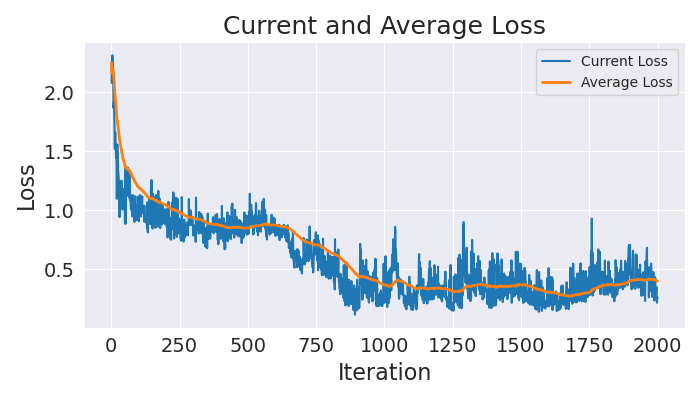 Current and Average Loss
Current Loss
Average Loss
Loss
2.0
1.5
1.0
0.5
0 250 500 750 1000 1250 1500 1750 2000
Iteration